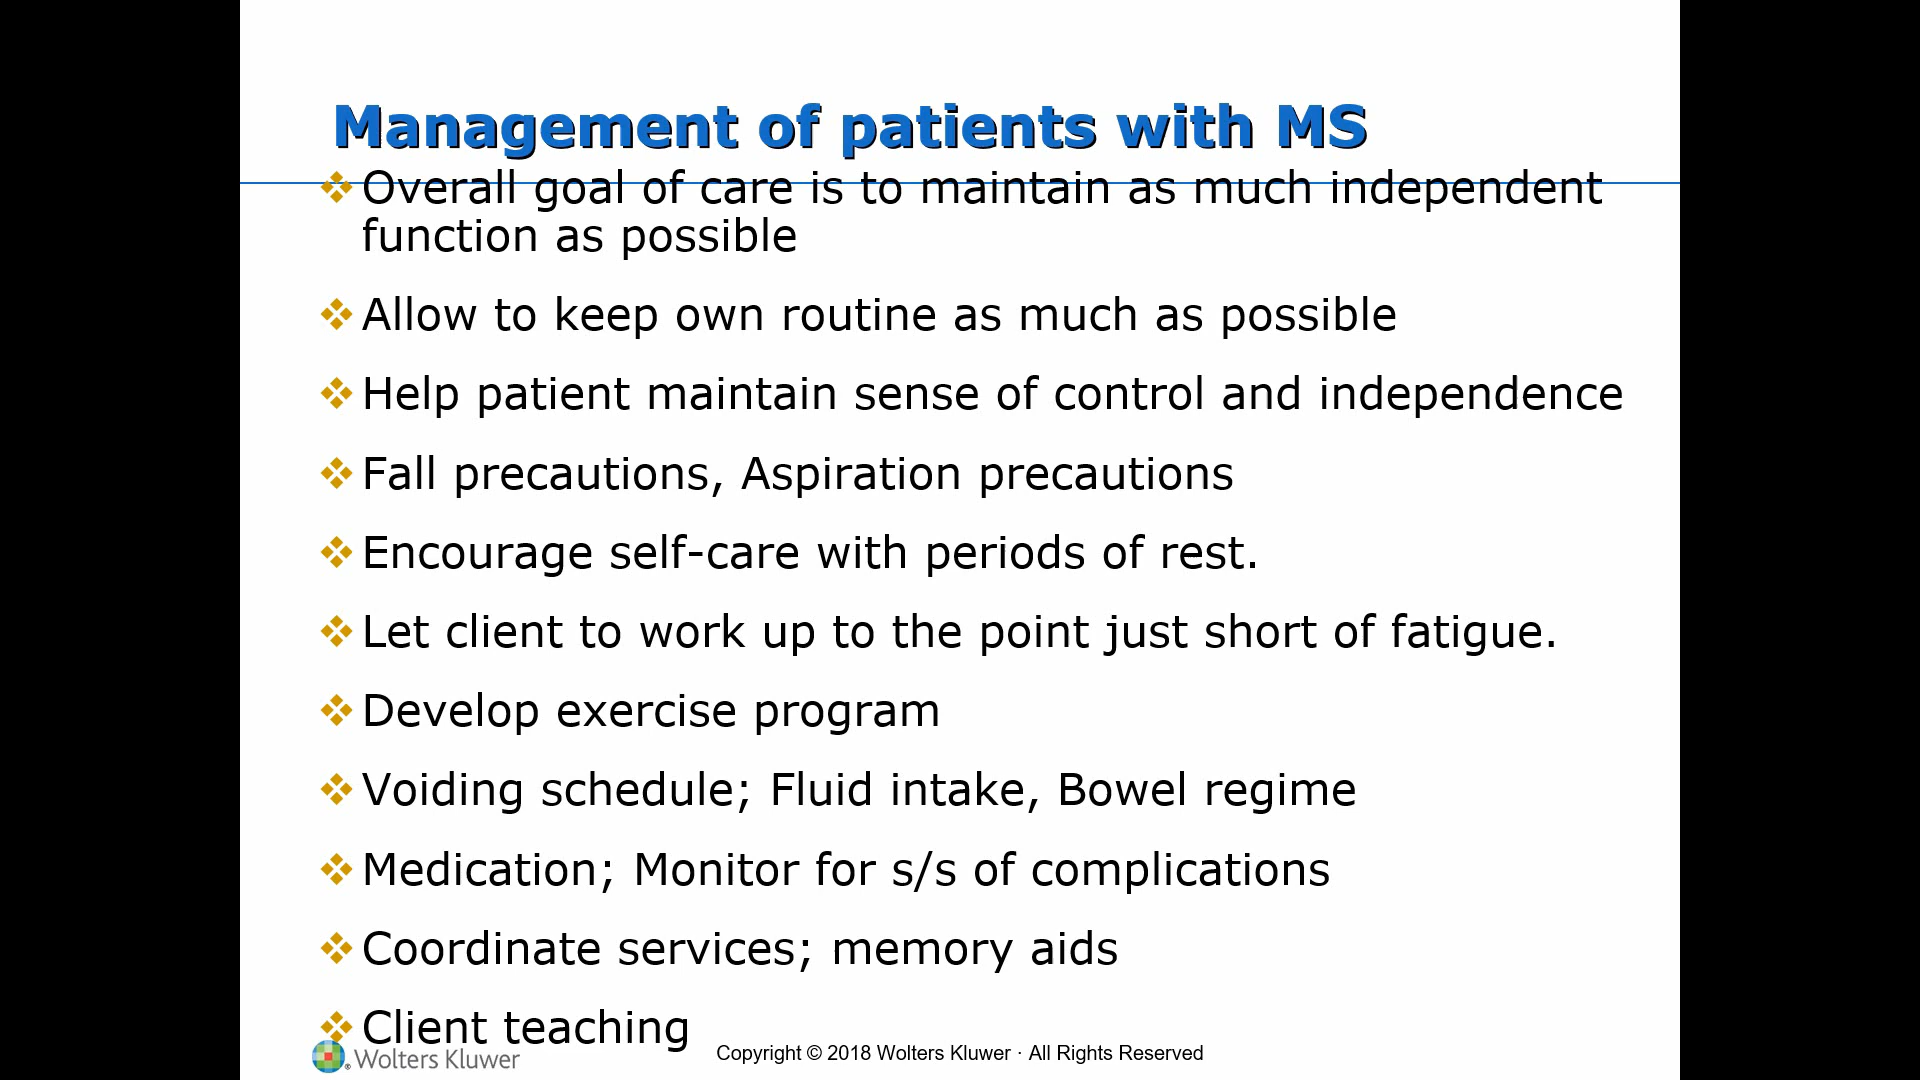 Management of patients with MS
❖Overall goal of care is to maintain as much independent
function as possible
❖Allow to keep own routine as much as possible
❖Help patient maintain sense of control and independence
❖Fall precautions, Aspiration precautions
❖Encourage self-care with periods of rest.
❖Let client to work up to the point just short of fatigue.
❖Develop exercise program
❖Voiding schedule; Fluid intake, Bowel regime
❖Medication; Monitor for s/s of complications
❖Coordinate services; memory aids
❖Client teaching
Wolters Kluwer
Copyright © 2018 Wolters Kluwer · All Rights Reserved